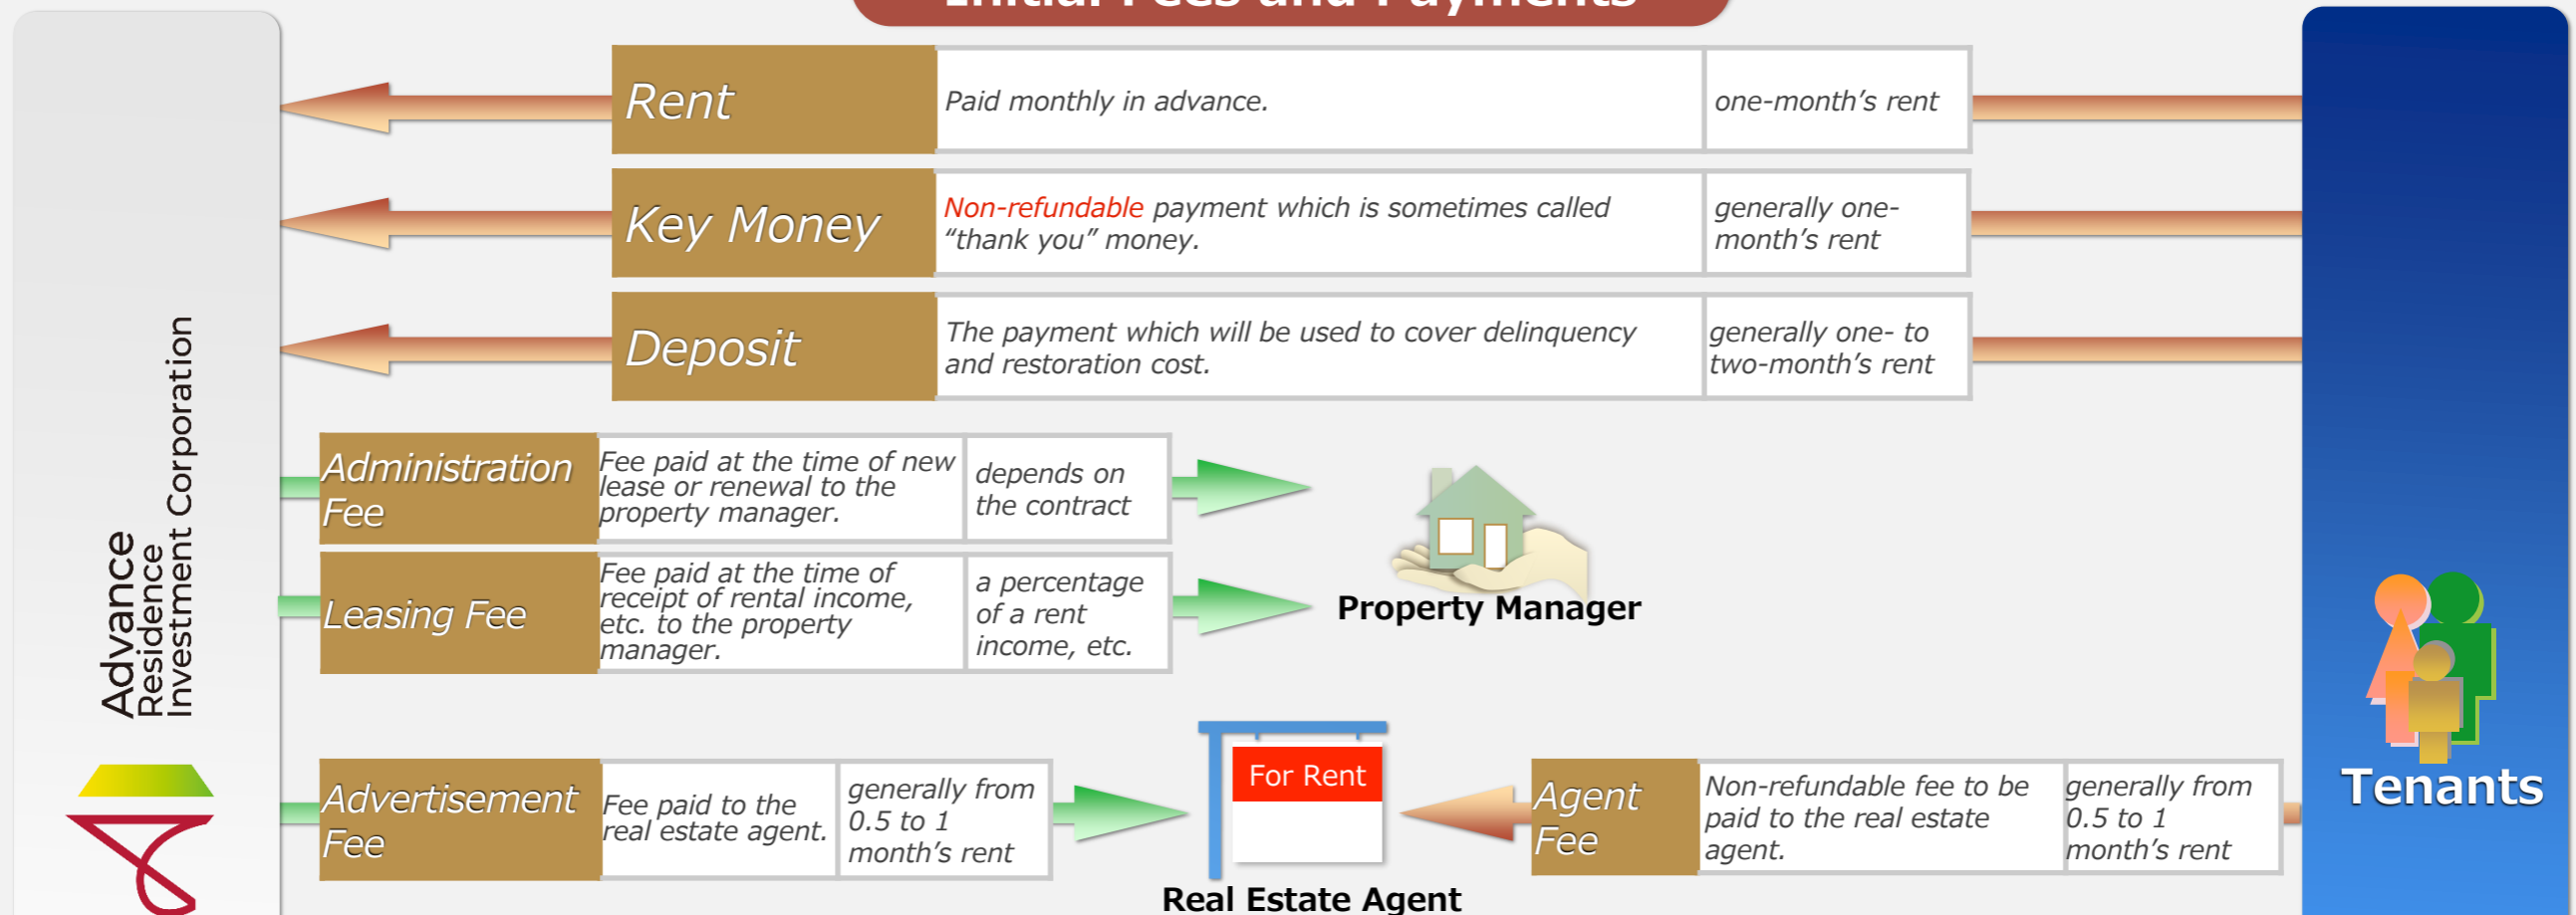 Initial Fees and Payments
Rent
Paid monthly in advance.
one-month's rent
Key Money
Non-refundable payment which is sometimes called
“thank you” money.
generally one-
month's rent
Deposit
The payment which will be used to cover delinquency
and restoration cost.
generally one- to
two-month's rent
Advance
Residence
Investment Corporation
Administration
Fee
Fee paid at the time of new
lease or renewal to the
property manager.
depends on
the contract
Leasing Fee
Fee paid at the time of
receipt of rental income,
etc. to the property
manager.
a percentage
of a rent
income, etc.
Property Manager
Advertisement
Fee
Fee paid to the
real estate agent.
generally from
0.5 to 1
month's rent
For Rent
Real Estate Agent
Agent
Fee
Non-refundable fee to be
paid to the real estate
agent.
generally from
0.5 to 1
month's rent
Tenants